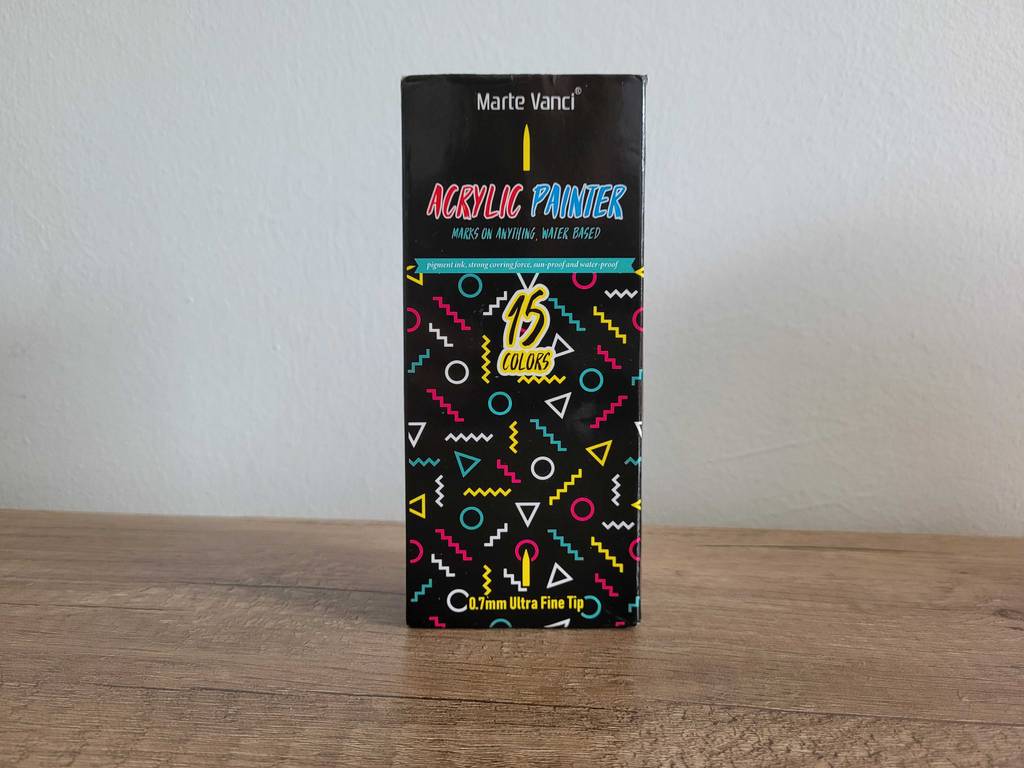 Marte Vanci®
ACRYLIC PAINTER
MARKS ON ANYTHING, WATER BASED
pigment ink, strong covring force, sun-proof and water-proof
15
COLORS
0.7mm Ultra Fine Tip